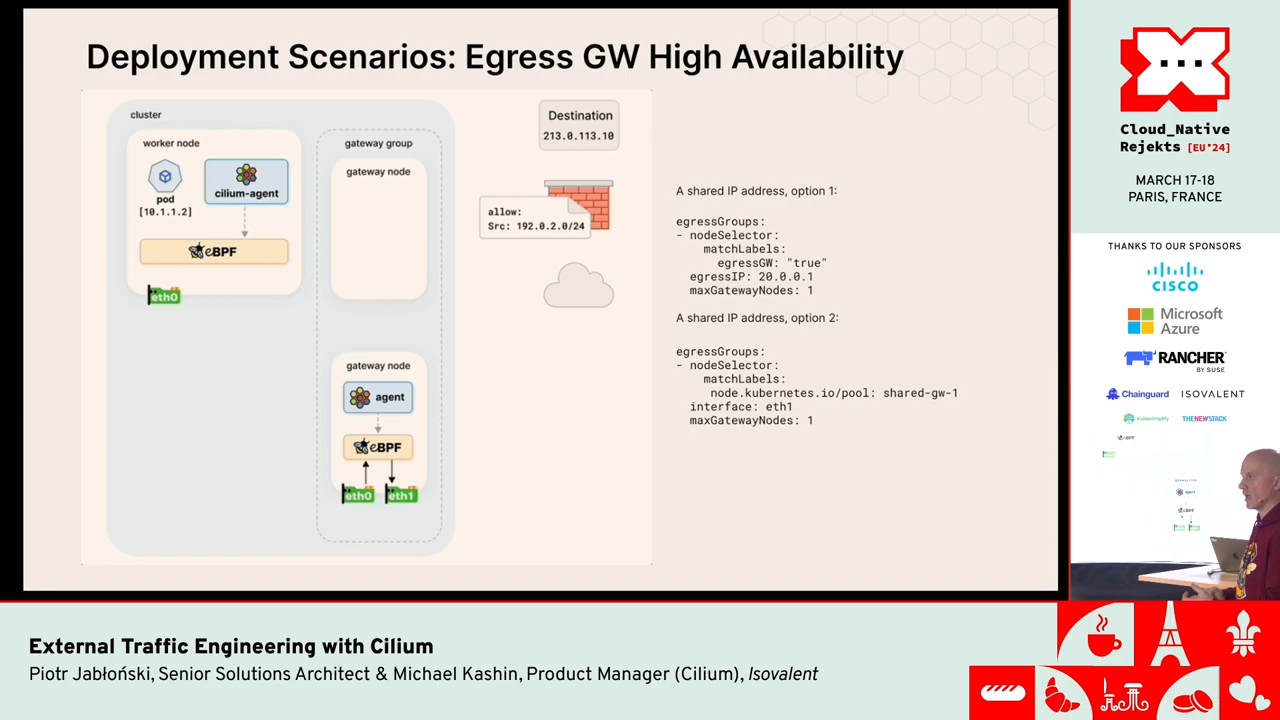 Deployment Scenarios: Egress GW High Availability
cluster
worker node
pod
[10.1.1.2]
cilium-agent
eBPF
eth0
gateway group
gateway node
gateway node
agent
eBPF
eth0
eth1
Destination
213.0.113.10
allow:
Src: 192.0.2.0/24
A shared IP address, option 1:
egressGroups:
- nodeSelector:
matchLabels:
egressGW: "true"
egressIP: 20.0.0.1
maxGatewayNodes: 1
A shared IP address, option 2:
egressGroups:
- nodeSelector:
matchLabels:
node.kubernetes.io/pool: shared-gw-1
interface: eth1
maxGatewayNodes: 1
Cloud_Native
Rejekts [EU'24]
MARCH 17-18
PARIS, FRANCE
THANKS TO OUR SPONSORS
CISCO
Microsoft
Azure
RANCHER
BY SUSE
Chainguard
ISOVALENT
Kubesimplify
THENEWSTACK
eBPF
agent
eBPF
External Traffic Engineering with Cilium
Piotr Jabłoński, Senior Solutions Architect & Michael Kashin, Product Manager (Cilium), Isovalent